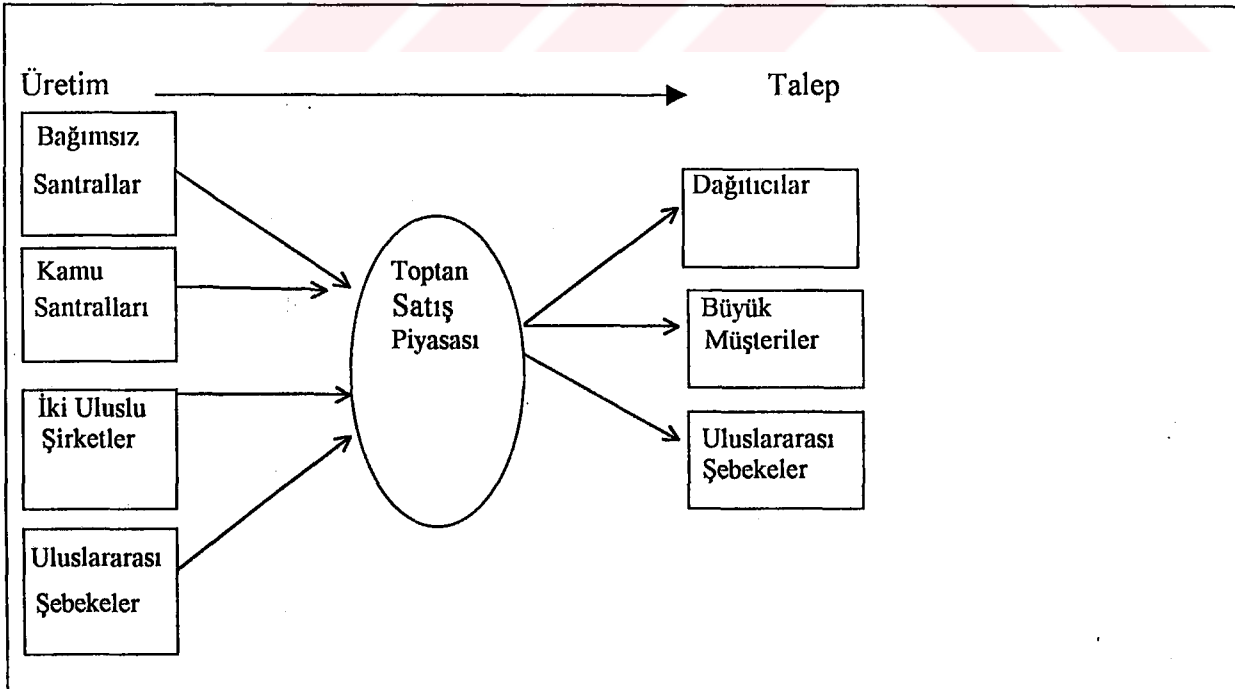 Üretim
Talep
Bağımsız
Santrallar
Kamu
Santralları
İki Uluslu
Şirketler
Uluslararası
Şebekeler
Toptan
Satış
Piyasası
Dağıtıcılar
Büyük
Müşteriler
Uluslararası
Şebekeler